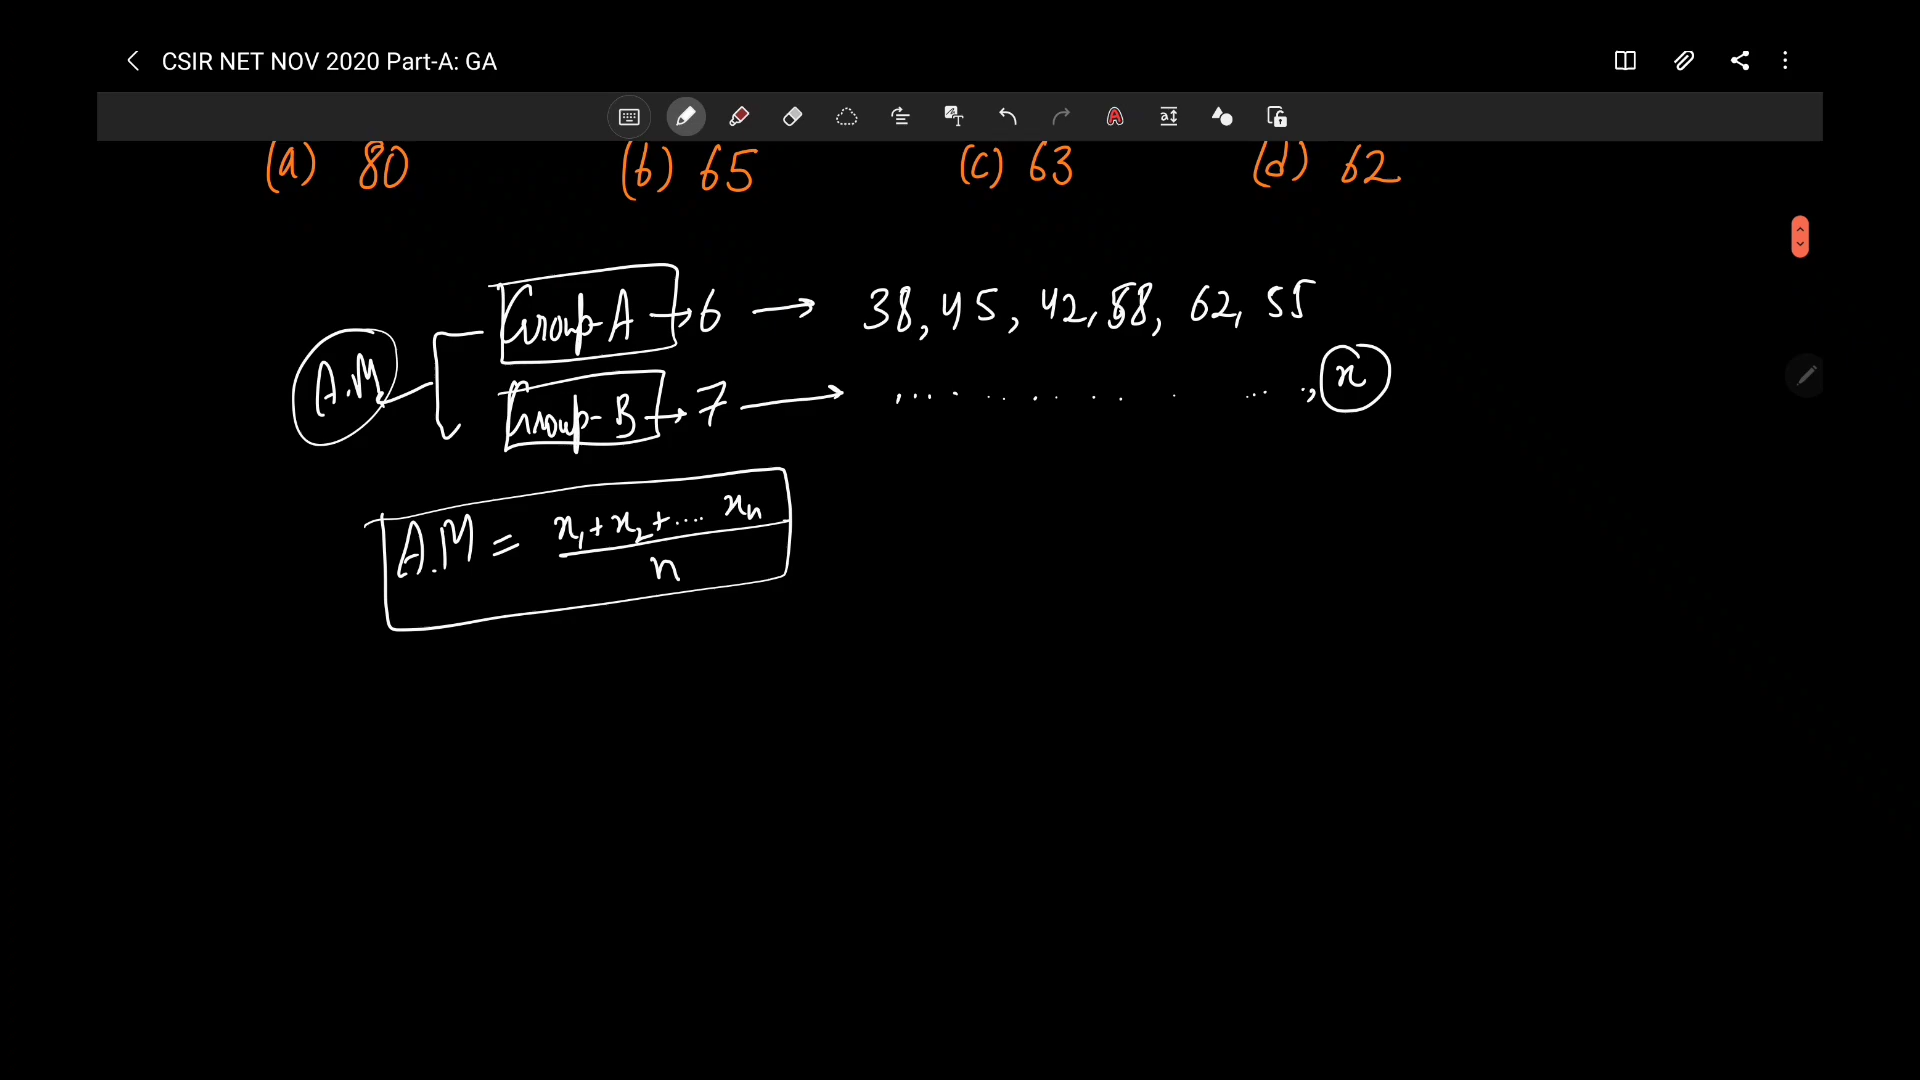 CSIR NET NOV 2020 Part-A: GA
(a) 80 (b) 65 (c) 63 (d) 62
Group-A → 6 → 38, 45, 42, 58, 62, 55
A.M
Group-B → 7 → ,... . .. . . . . . ... ., x
A.M = x₁ + x₂ + .... xₙ
n